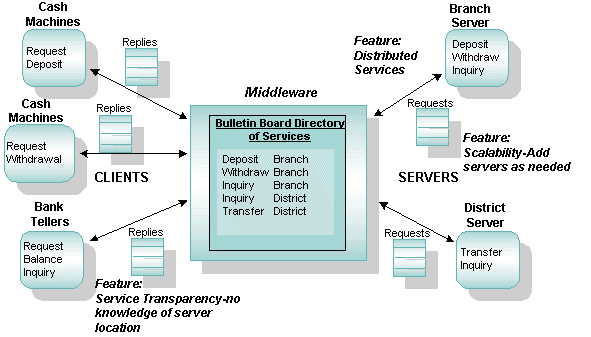 Cash
Machines
Request
Deposit
Replies
Cash
Machines
Request
Withdrawal
Replies
CLIENTS
Bank
Tellers
Request
Balance
Inquiry
Replies
Feature:
Service Transparency-no
knowledge of server
location
Middleware
Bulletin Board Directory
of Services
Deposit Branch
Withdraw Branch
Inquiry Branch
Inquiry District
Transfer District
Feature:
Distributed
Services
Branch
Server
Deposit
Withdraw
Inquiry
Requests
Feature:
Scalability-Add
servers as needed
SERVERS
District
Server
Transfer
Inquiry
Requests